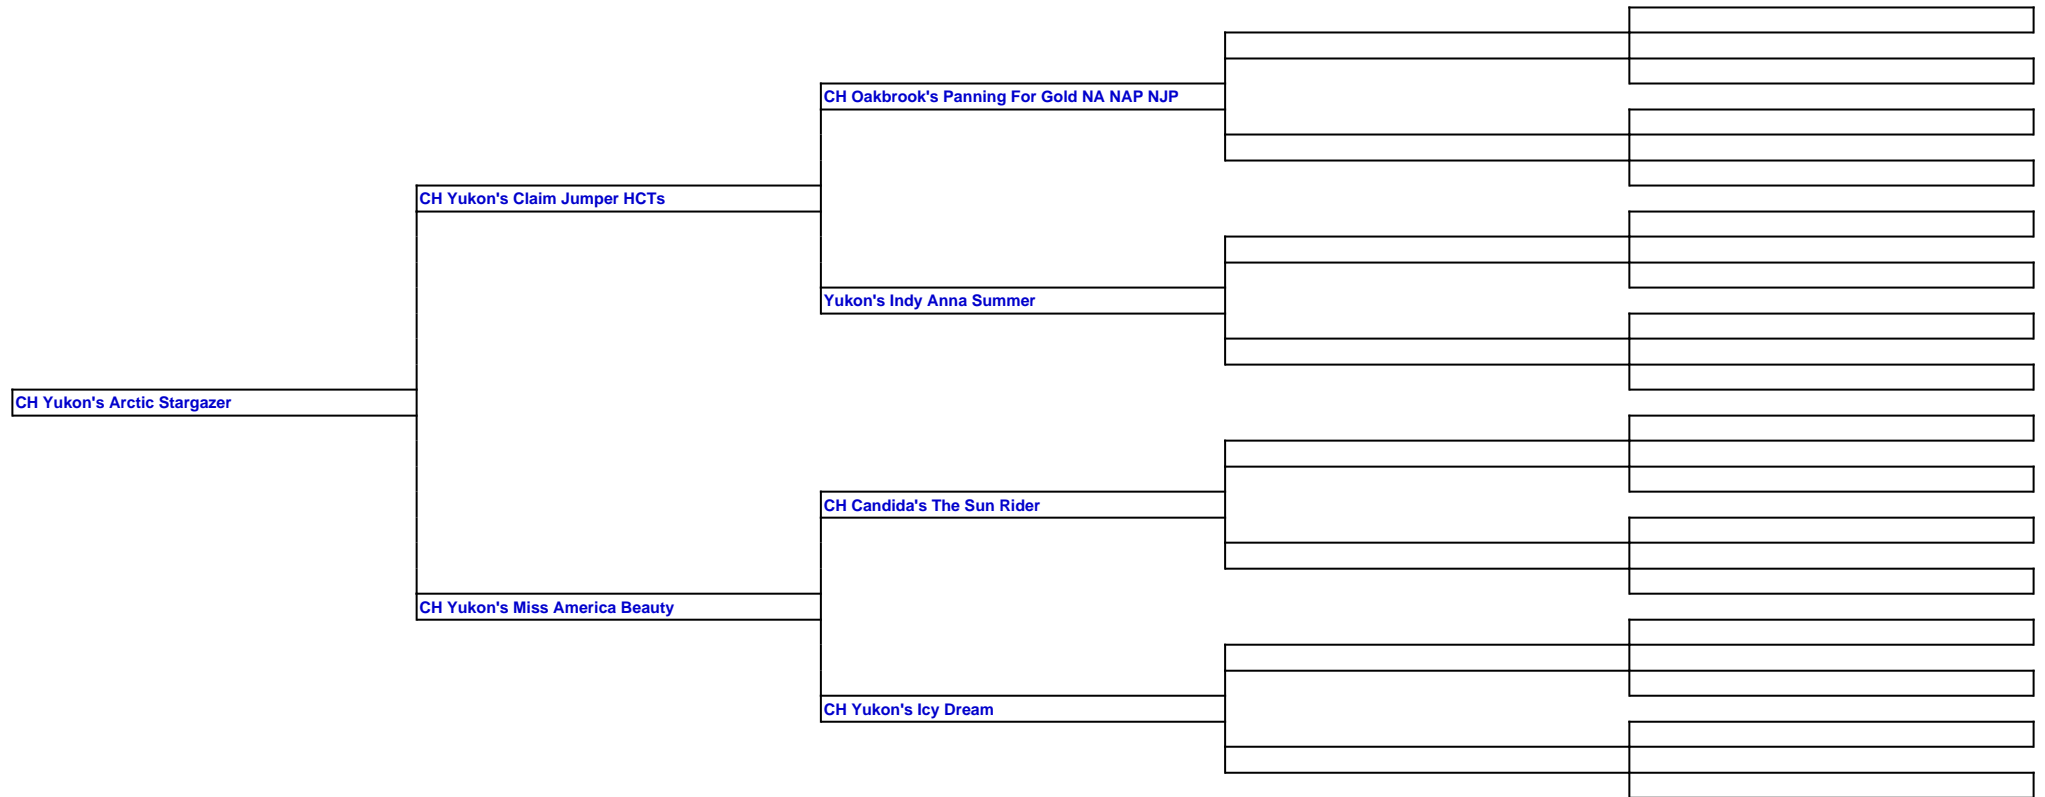 CH Oakbrook's Panning For Gold NA NAP NJP
CH Yukon's Claim Jumper HCTs
Yukon's Indy Anna Summer
CH Yukon's Arctic Stargazer
CH Candida's The Sun Rider
CH Yukon's Miss America Beauty
CH Yukon's Icy Dream